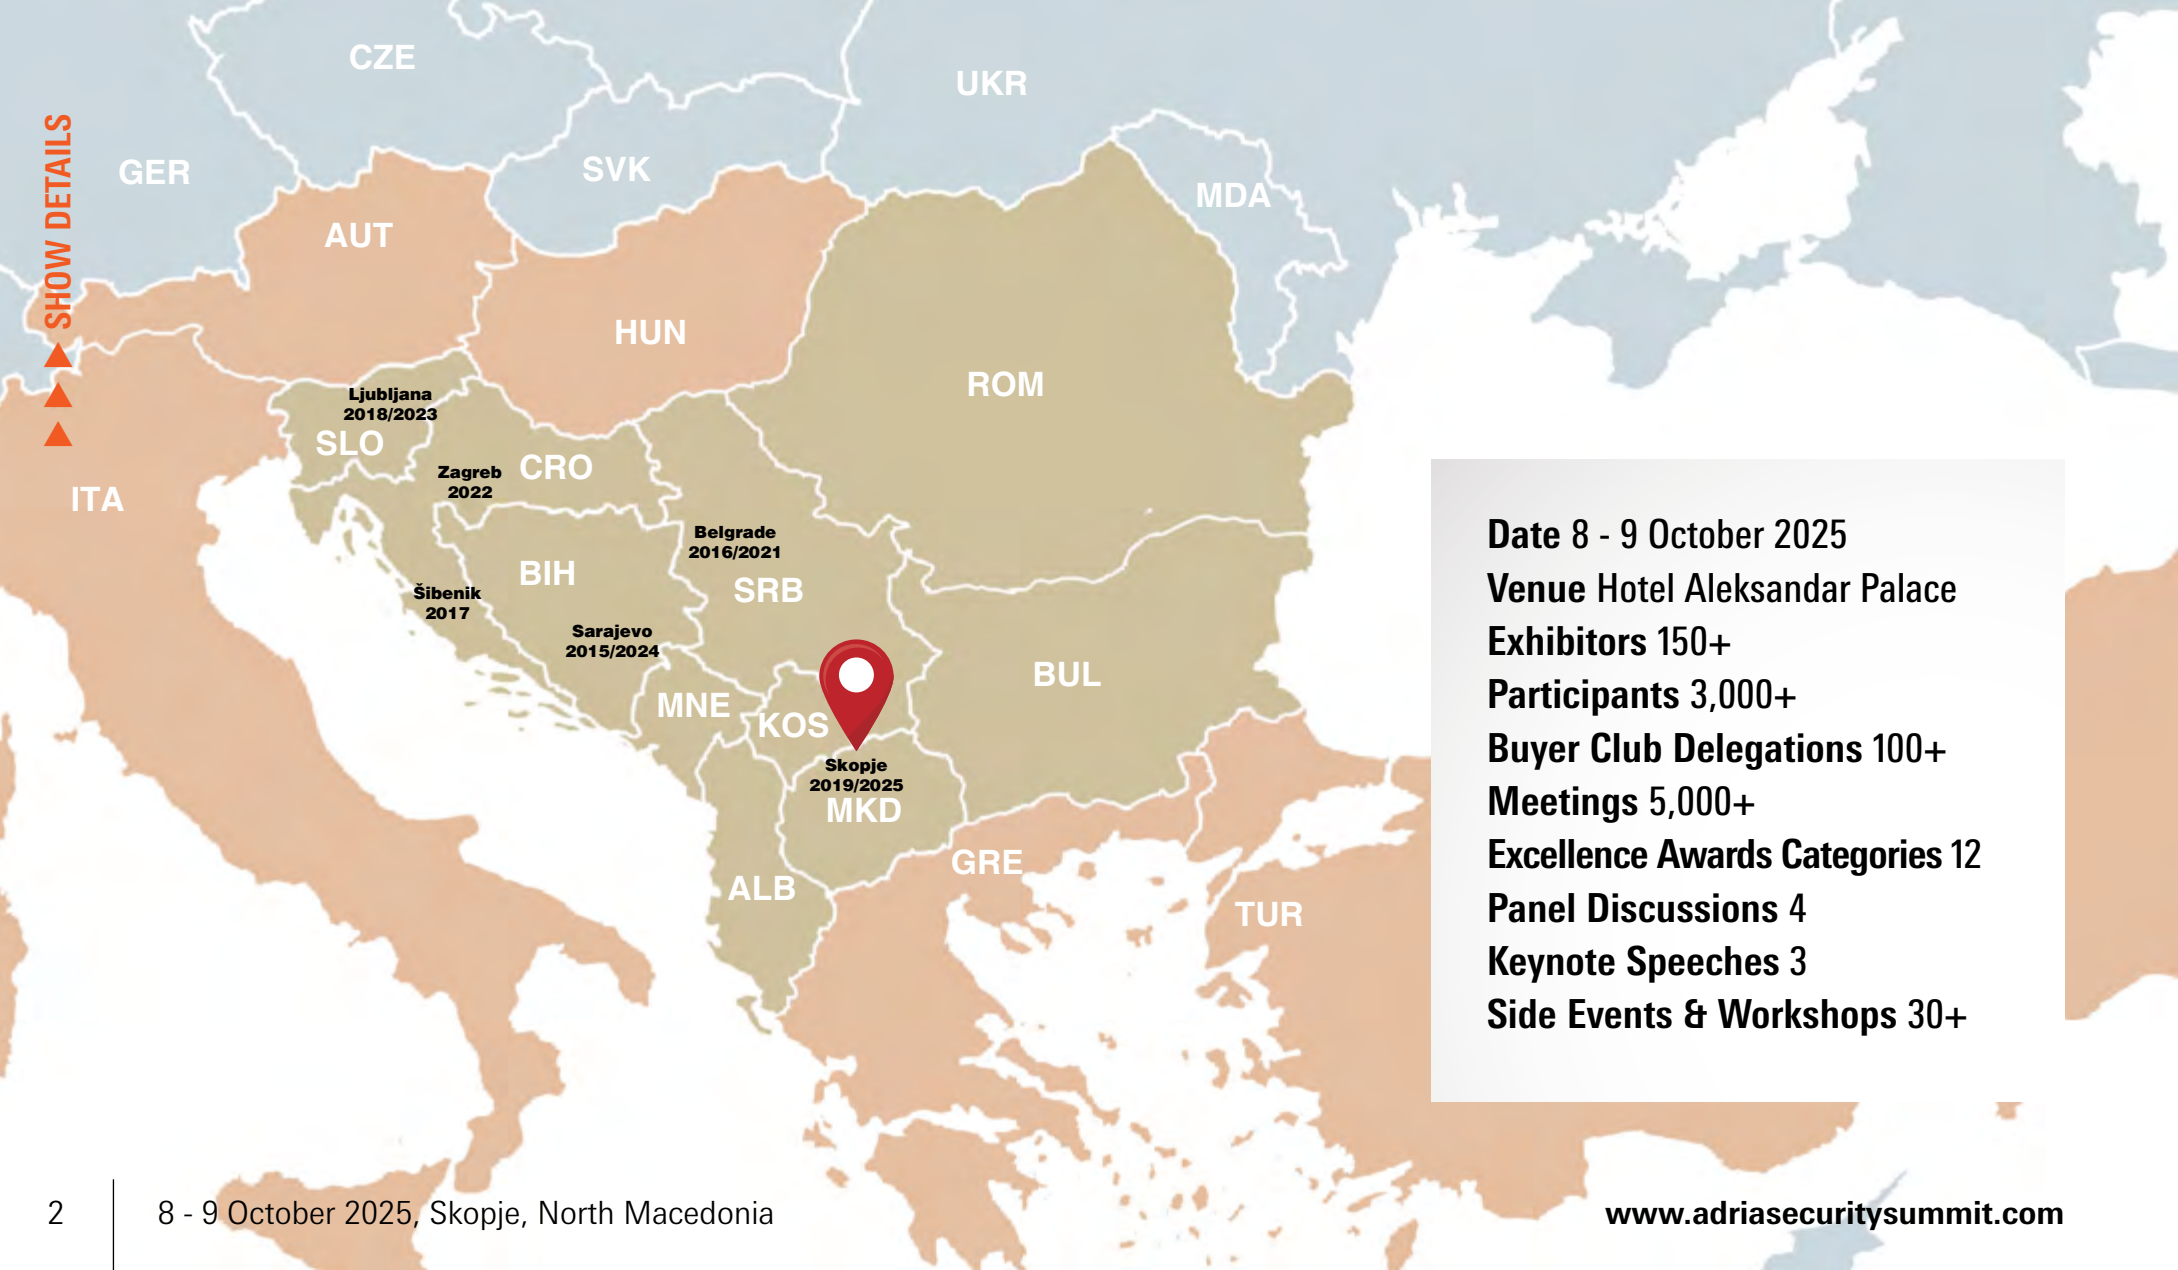 SHOW DETAILS
CZE
UKR
GER
SVK
MDA
AUT
HUN
ROM
Ljubljana
2018/2023
SLO
Zagreb
2022
CRO
ITA
Belgrade
2016/2021
BIH
SRB
Šibenik
2017
Sarajevo
2015/2024
BUL
MNE
KOS
Skopje
2019/2025
MKD
GRE
ALB
TUR
Date 8 - 9 October 2025
Venue Hotel Aleksandar Palace
Exhibitors 150+
Participants 3,000+
Buyer Club Delegations 100+
Meetings 5,000+
Excellence Awards Categories 12
Panel Discussions 4
Keynote Speeches 3
Side Events & Workshops 30+
2
8 - 9 October 2025, Skopje, North Macedonia
www.adriasecuritysummit.com